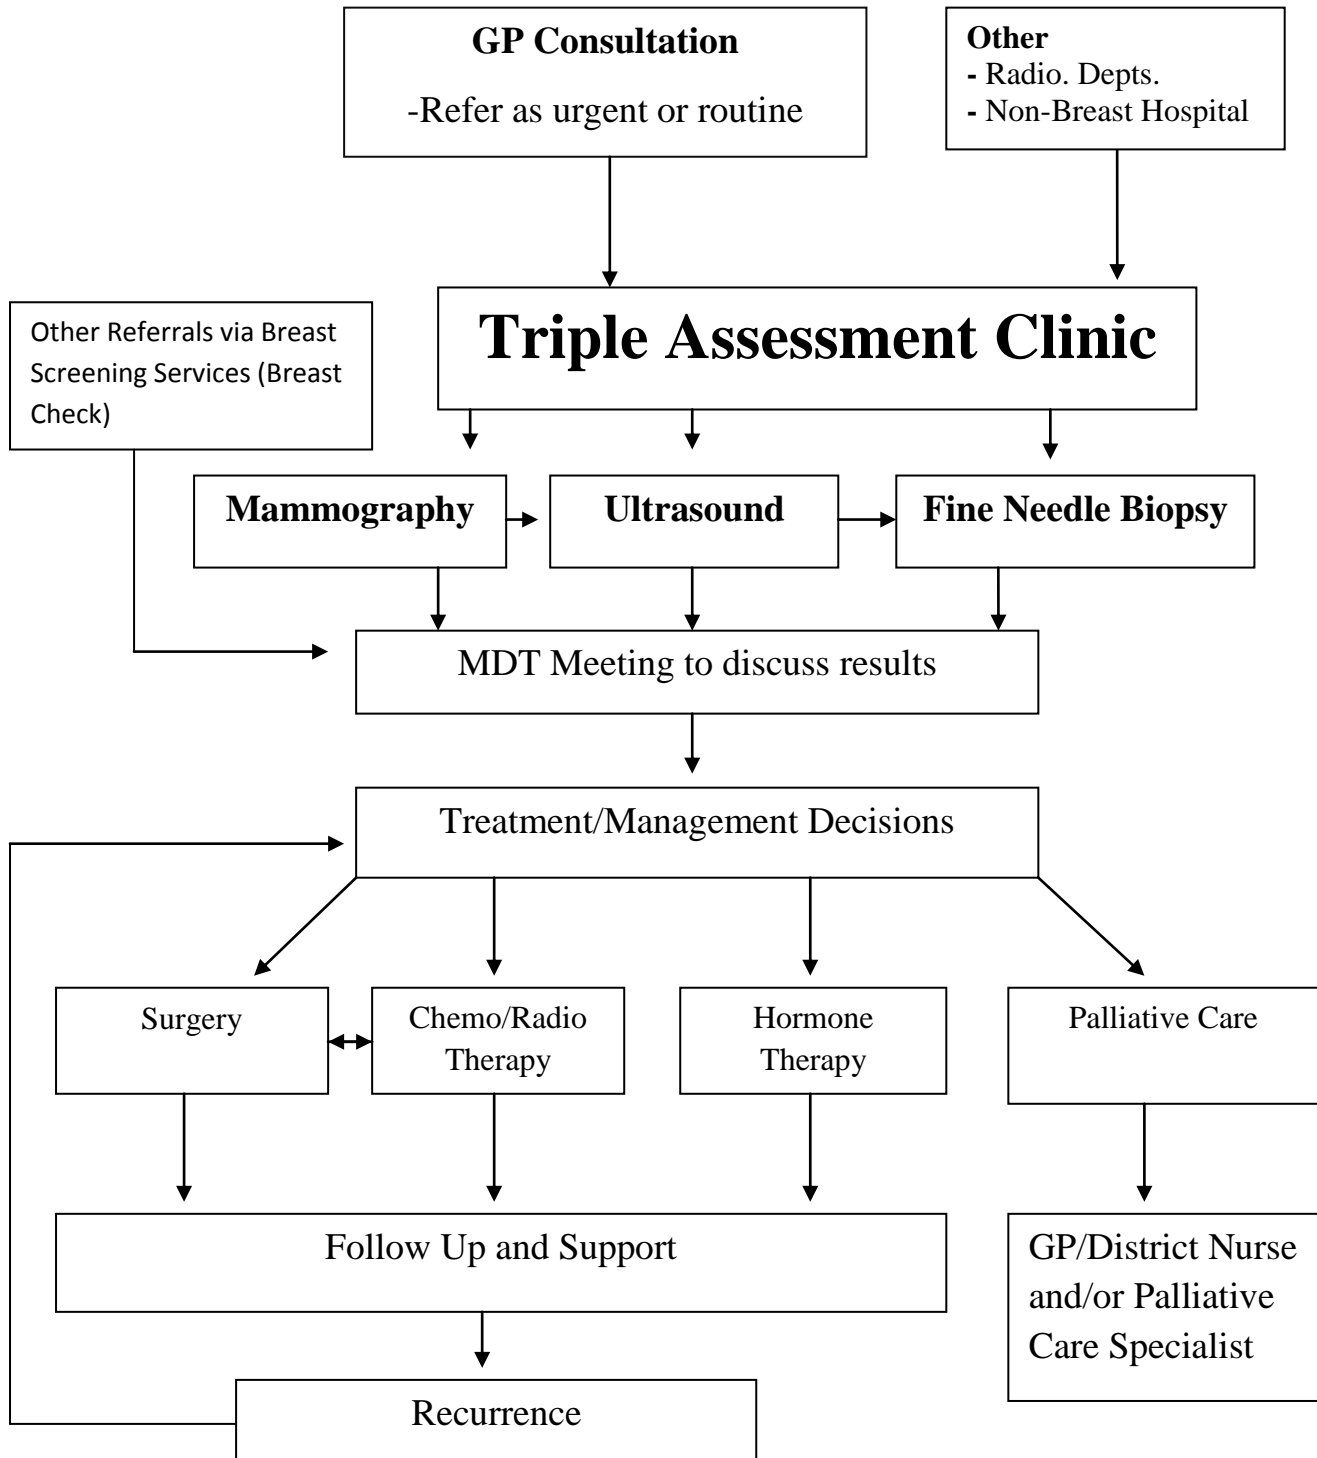 GP Consultation
-Refer as urgent or routine
Other
- Radio. Depts.
- Non-Breast Hospital
Triple Assessment Clinic
Other Referrals via Breast
Screening Services (Breast
Check)
Mammography
Ultrasound
Fine Needle Biopsy
MDT Meeting to discuss results
Treatment/Management Decisions
Surgery
Chemo/Radio
Therapy
Hormone
Therapy
Palliative Care
Follow Up and Support
GP/District Nurse
and/or Palliative
Care Specialist
Recurrence